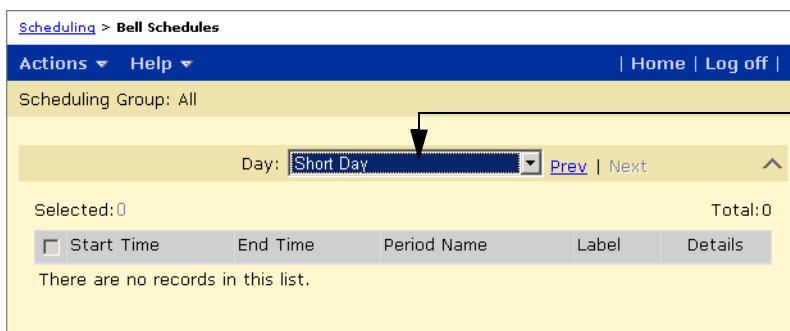 Scheduling > Bell Schedules
Actions Help | Home | Log off |
Scheduling Group: All
Day: Short Day Prev | Next
Selected:0 Total:0
Start Time End Time Period Name Label Details
There are no records in this list.